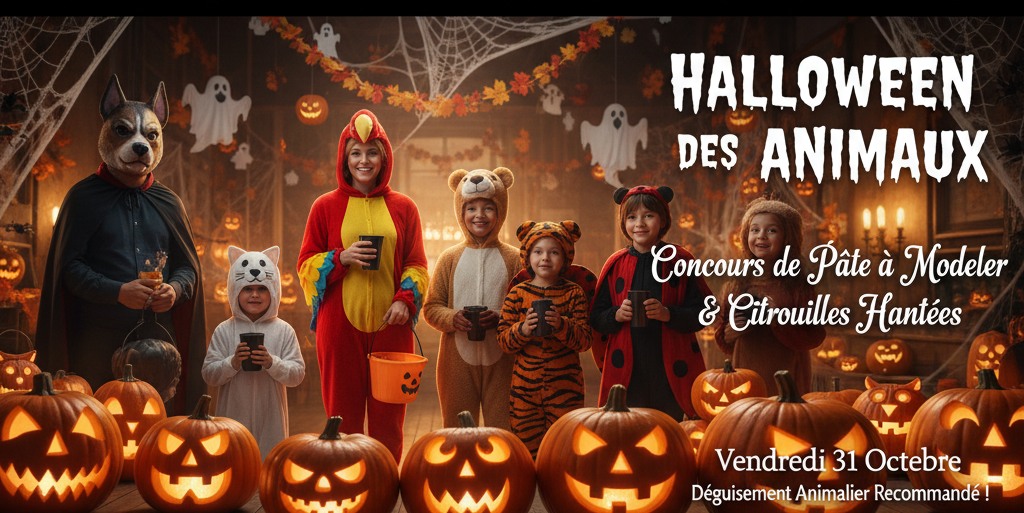 HALLOWEEN
DES ANIMAUX
Concours de Pâte à Modeler
& Citrouilles Hantées
Vendredi 31 Octobre
Déguisement Animalier Recommandé !